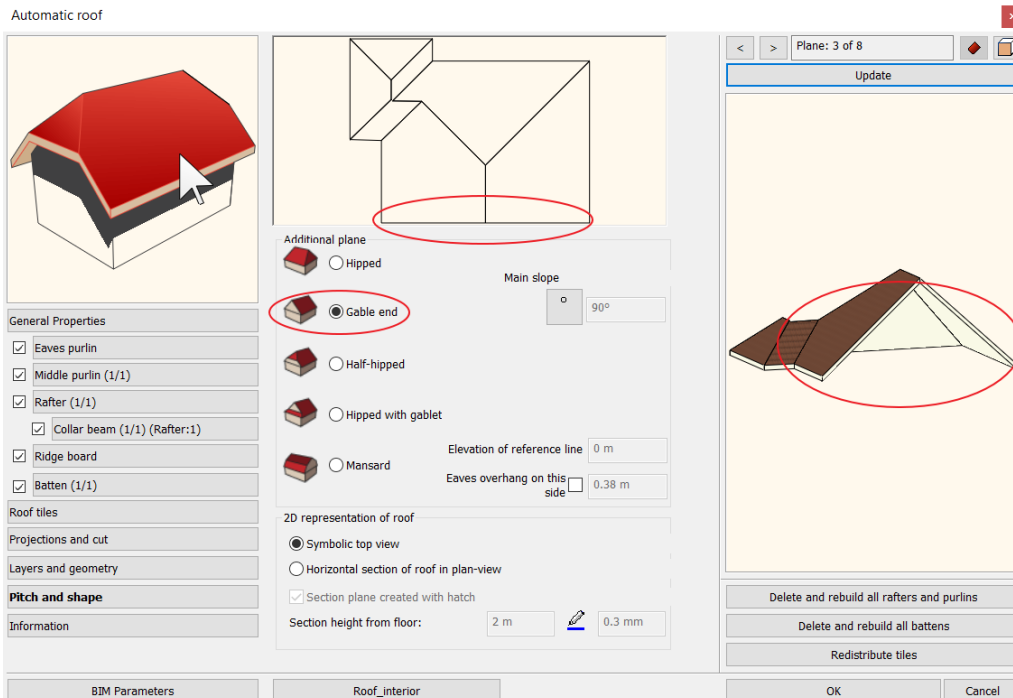 Automatic roof
General Properties
Eaves purlin
Middle purlin (1/1)
Rafter (1/1)
Collar beam (1/1) (Rafter:1)
Ridge board
Batten (1/1)
Roof tiles
Projections and cut
Layers and geometry
Pitch and shape
Information
BIM Parameters
Additional plane
Hipped
Main slope
Gable end
90°
Half-hipped
Hipped with gablet
Elevation of reference line
0 m
Mansard
Eaves overhang on this
side
0.38 m
2D representation of roof
Symbolic top view
Horizontal section of roof in plan-view
Section plane created with hatch
Section height from floor:
2 m
0.3 mm
Roof_interior
<
>
Plane: 3 of 8
Update
Delete and rebuild all rafters and purlins
Delete and rebuild all battens
Redistribute tiles
OK
Cancel